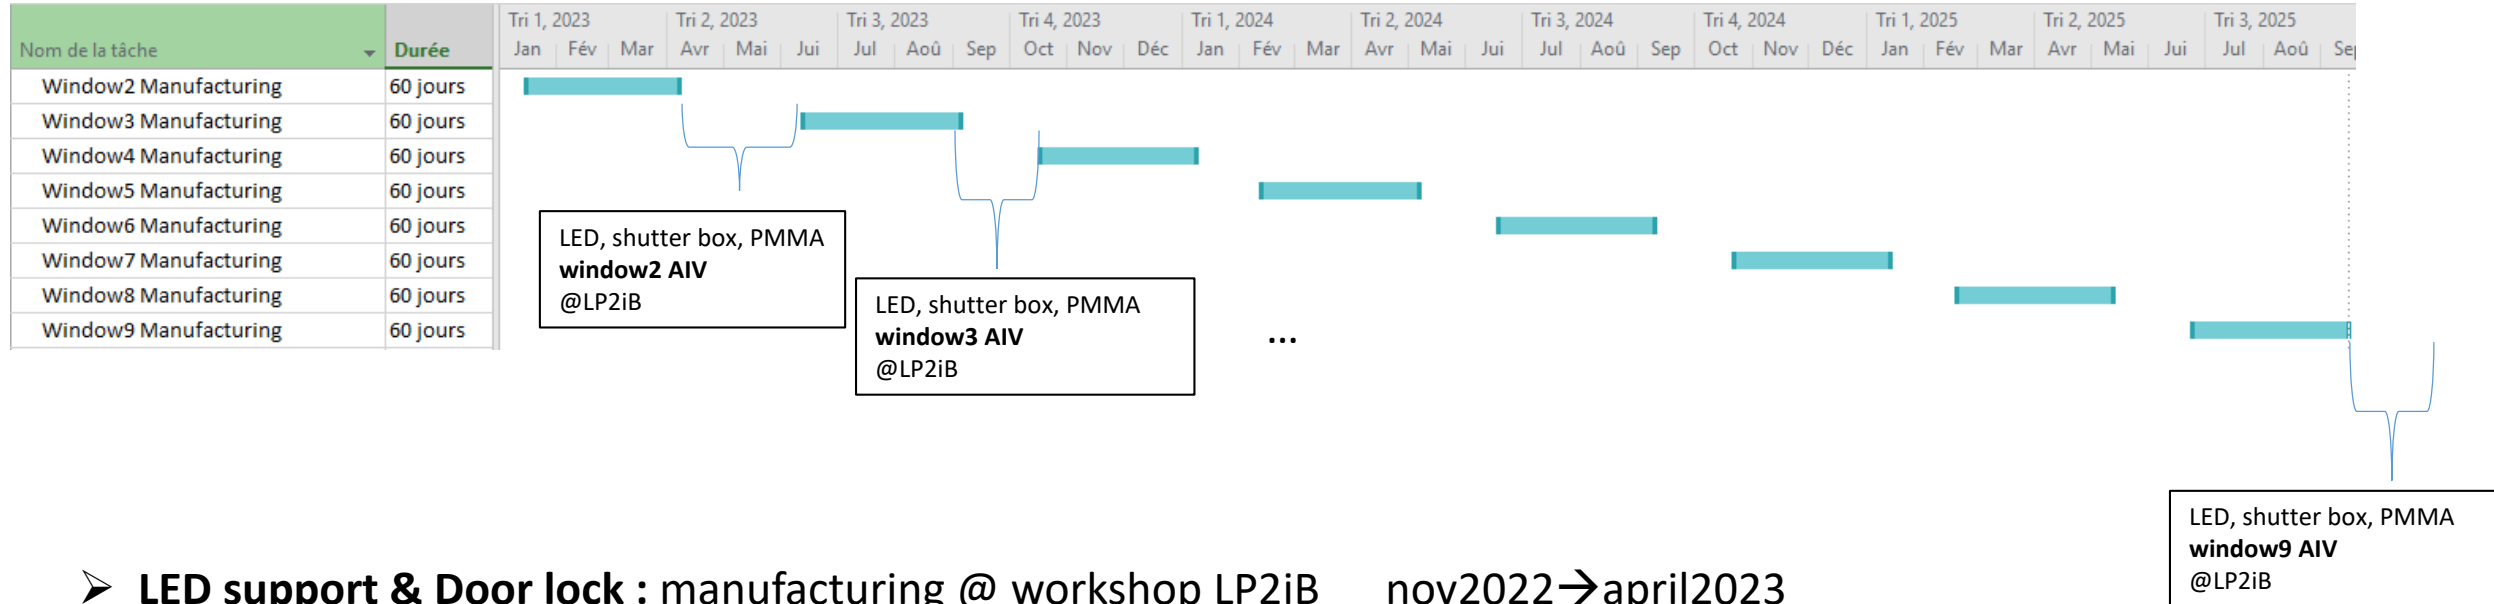 Tri 1, 2023 Tri 2, 2023 Tri 3, 2023 Tri 4, 2023 Tri 1, 2024 Tri 2, 2024 Tri 3, 2024 Tri 4, 2024 Tri 1, 2025 Tri 2, 2025 Tri 3, 2025
Nom de la tâche Durée Jan Fév Mar Avr Mai Jui Jul Aoû Sep Oct Nov Déc Jan Fév Mar Avr Mai Jui Jul Aoû Sep Oct Nov Déc Jan Fév Mar Avr Mai Jui Jul Aoû Sep
Window2 Manufacturing 60 jours
Window3 Manufacturing 60 jours
Window4 Manufacturing 60 jours
Window5 Manufacturing 60 jours
Window6 Manufacturing 60 jours
Window7 Manufacturing 60 jours
Window8 Manufacturing 60 jours
Window9 Manufacturing 60 jours
LED, shutter box, PMMA
window2 AIV
@LP2iB
LED, shutter box, PMMA
window3 AIV
@LP2iB
...
LED, shutter box, PMMA
window9 AIV
@LP2iB
➢ LED support & Door lock : manufacturing @ workshop LP2iB nov2022→april2023